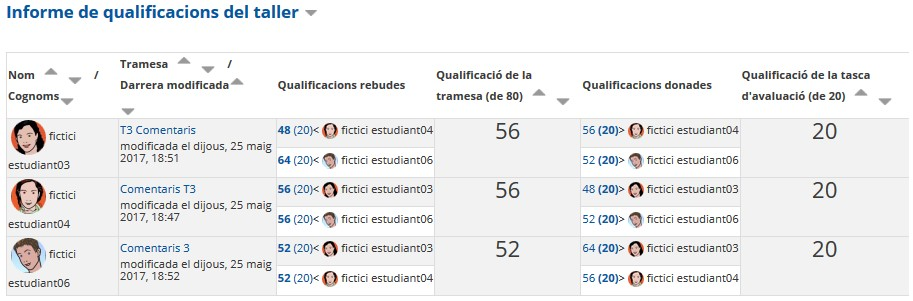 Informe de qualificacions del taller
Nom / Cognoms
Tramesa / Darrera modificada
Qualificacions rebudes
Qualificació de la tramesa (de 80)
Qualificacions donades
Qualificació de la tasca d'avaluació (de 20)
fictici estudiant03
T3 Comentaris
modificada el dijous, 25 maig 2017, 18:51
48 (20)< fictici estudiant04
64 (20)< fictici estudiant06
56
56 (20)> fictici estudiant04
52 (20)> fictici estudiant06
20
fictici estudiant04
Comentaris T3
modificada el dijous, 25 maig 2017, 18:47
56 (20)< fictici estudiant03
56 (20)< fictici estudiant06
56
48 (20)> fictici estudiant03
52 (20)> fictici estudiant06
20
fictici estudiant06
Comentaris 3
modificada el dijous, 25 maig 2017, 18:52
52 (20)< fictici estudiant03
52 (20)< fictici estudiant04
52
64 (20)> fictici estudiant03
56 (20)> fictici estudiant04
20